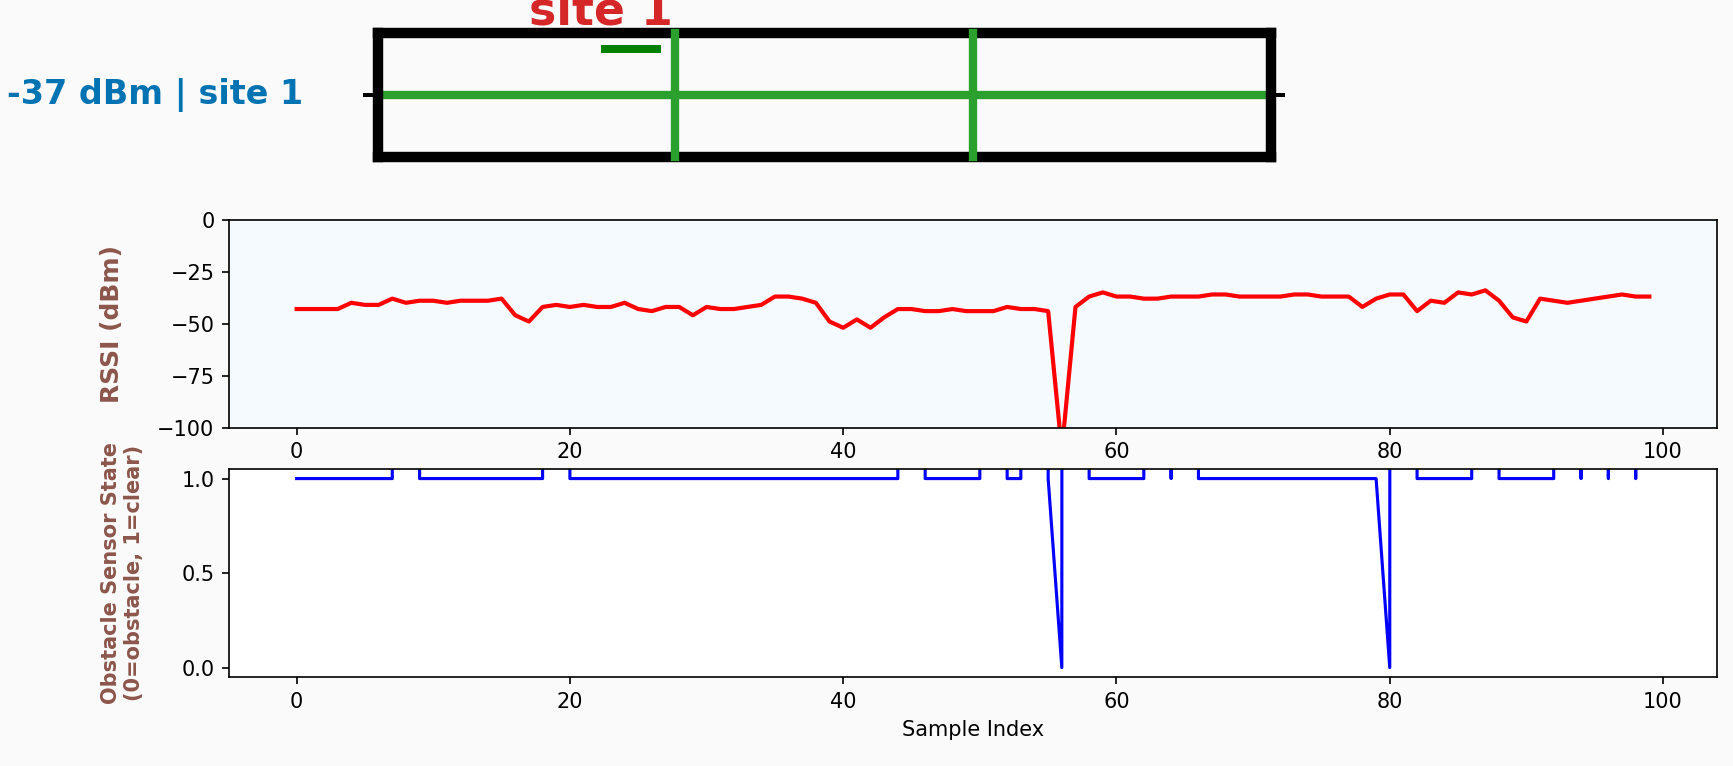 site 1
-37 dBm | site 1
RSSI (dBm)
0
−25
−50
−75
−100
0 20 40 60 80 100
Obstacle Sensor State
(0=obstacle, 1=clear)
1.0
0.5
0.0
0 20 40 60 80 100
Sample Index